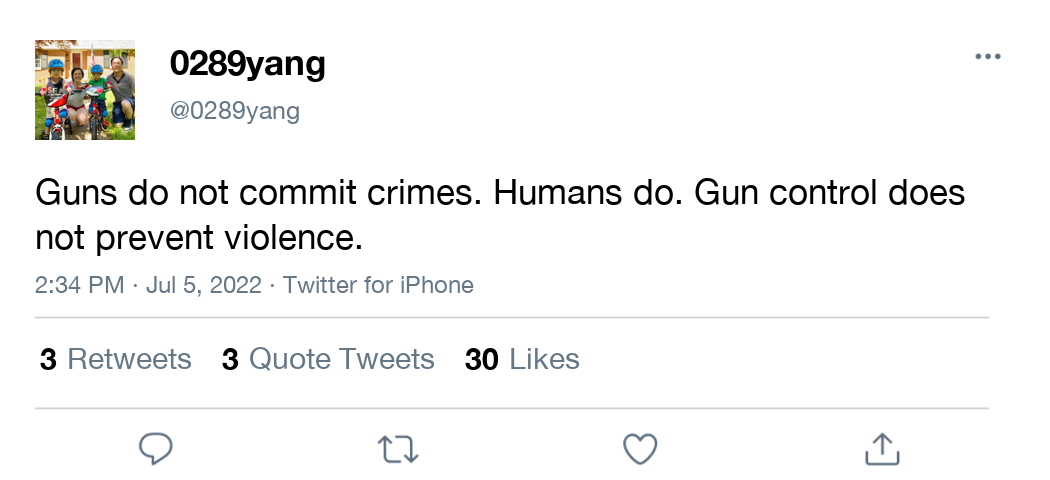 0289yang
@0289yang
Guns do not commit crimes. Humans do. Gun control does
not prevent violence.
2:34 PM · Jul 5, 2022 · Twitter for iPhone
3 Retweets 3 Quote Tweets 30 Likes